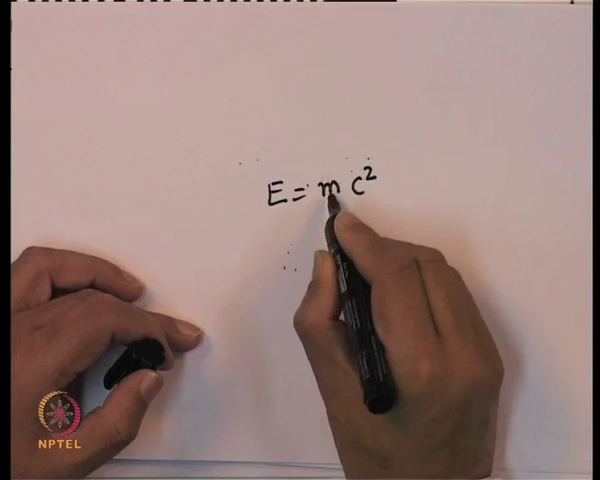 E = mc²
NPTEL